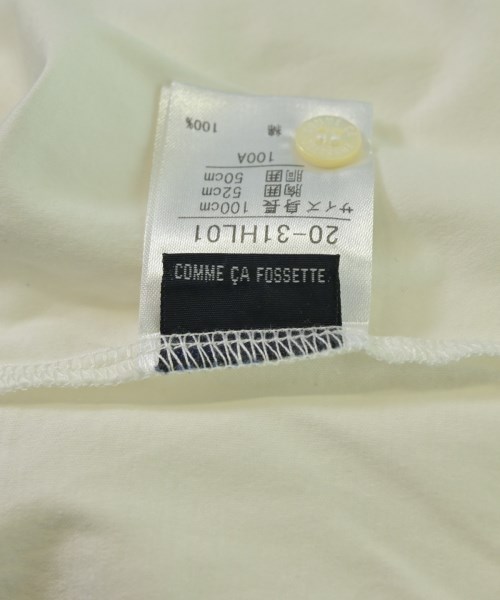 COMME ÇA FOSSETTE
20-31HL01
サイズ 身長 100cm
胸囲 52cm
胴囲 50cm
100A
綿 100%